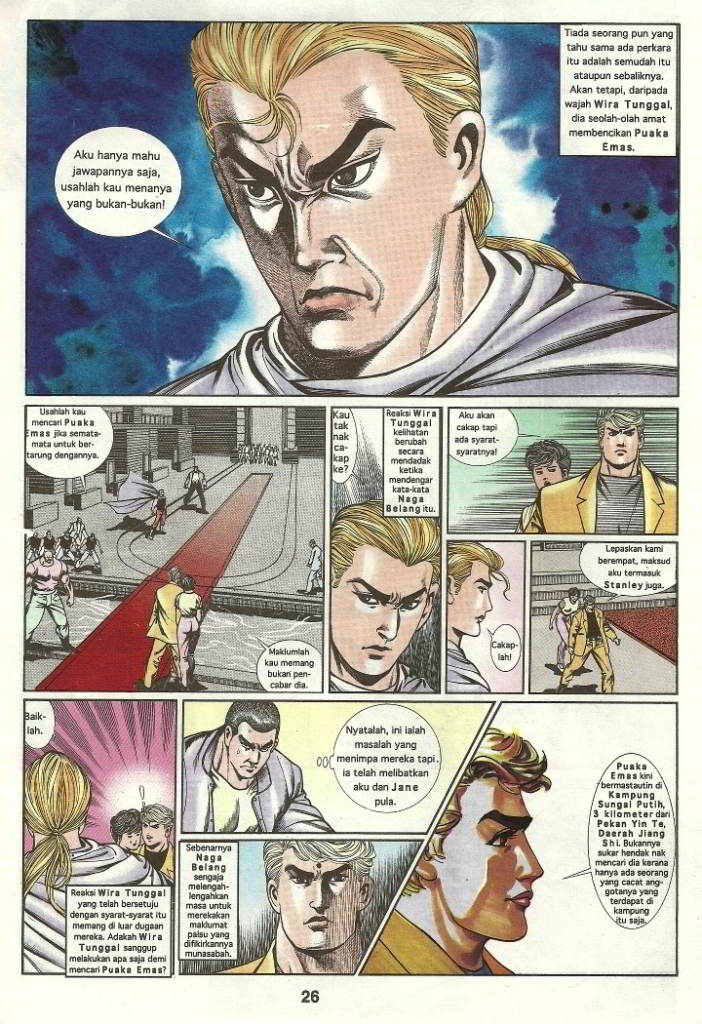 Tiada seorang pun yang
tahu sama ada perkara
itu adalah semudah itu
ataupun sebaliknya.
Akan tetapi, daripada
wajah Wira Tunggal,
dia seolah-olah amat
membencikan Puaka
Emas.
Aku hanya mahu
jawapannya saja,
usahlah kau menanya
yang bukan-bukan!
Usahlah kau
mencari Puaka
Emas jika semata-
mata untuk ber-
tarung dengannya.
Maklumlah
kau memang
bukan pen-
cabar dia.
Kau
tak
nak
ca-
kap
ke?
Reaksi Wira
Tunggal
kelihatan
berubah
secara
mendadak
ketika
mendengar
kata-kata
Naga
Belang itu.
Aku akan
cakap tapi
ada syarat-
syaratnya!
Cakap-
lah!
Lepaskan kami
berempat, maksud
aku termasuk
Stanley juga.
Baik-
lah.
!
Reaksi Wira Tunggal
yang telah bersetuju
dengan syarat-syarat itu
memang di luar dugaan
mereka. Adakah Wira
Tunggal sanggup
melakukan apa saja demi
mencari Puaka Emas?
Nyatalah, ini ialah
masalah yang
menimpa mereka tapi.
ia telah melibatkan
aku dan Jane
pula.
Sebenarnya
Naga
Belang
sengaja
melengah-
lengahkan
masa untuk
merekakan
maklumat
palsu yang
difikirkannya
munasabah.
Puaka
Emas kini
bermastautin di
Kampung
Sungai Putih,
3 kilometer dari
Pekan Yin Te,
Daerah Jiang
Shi. Bukannya
sukar hendak nak
mencari dia kerana
hanya ada seorang
yang cacat ang-
gotanya yang
terdapat di
kampung
itu saja.
26